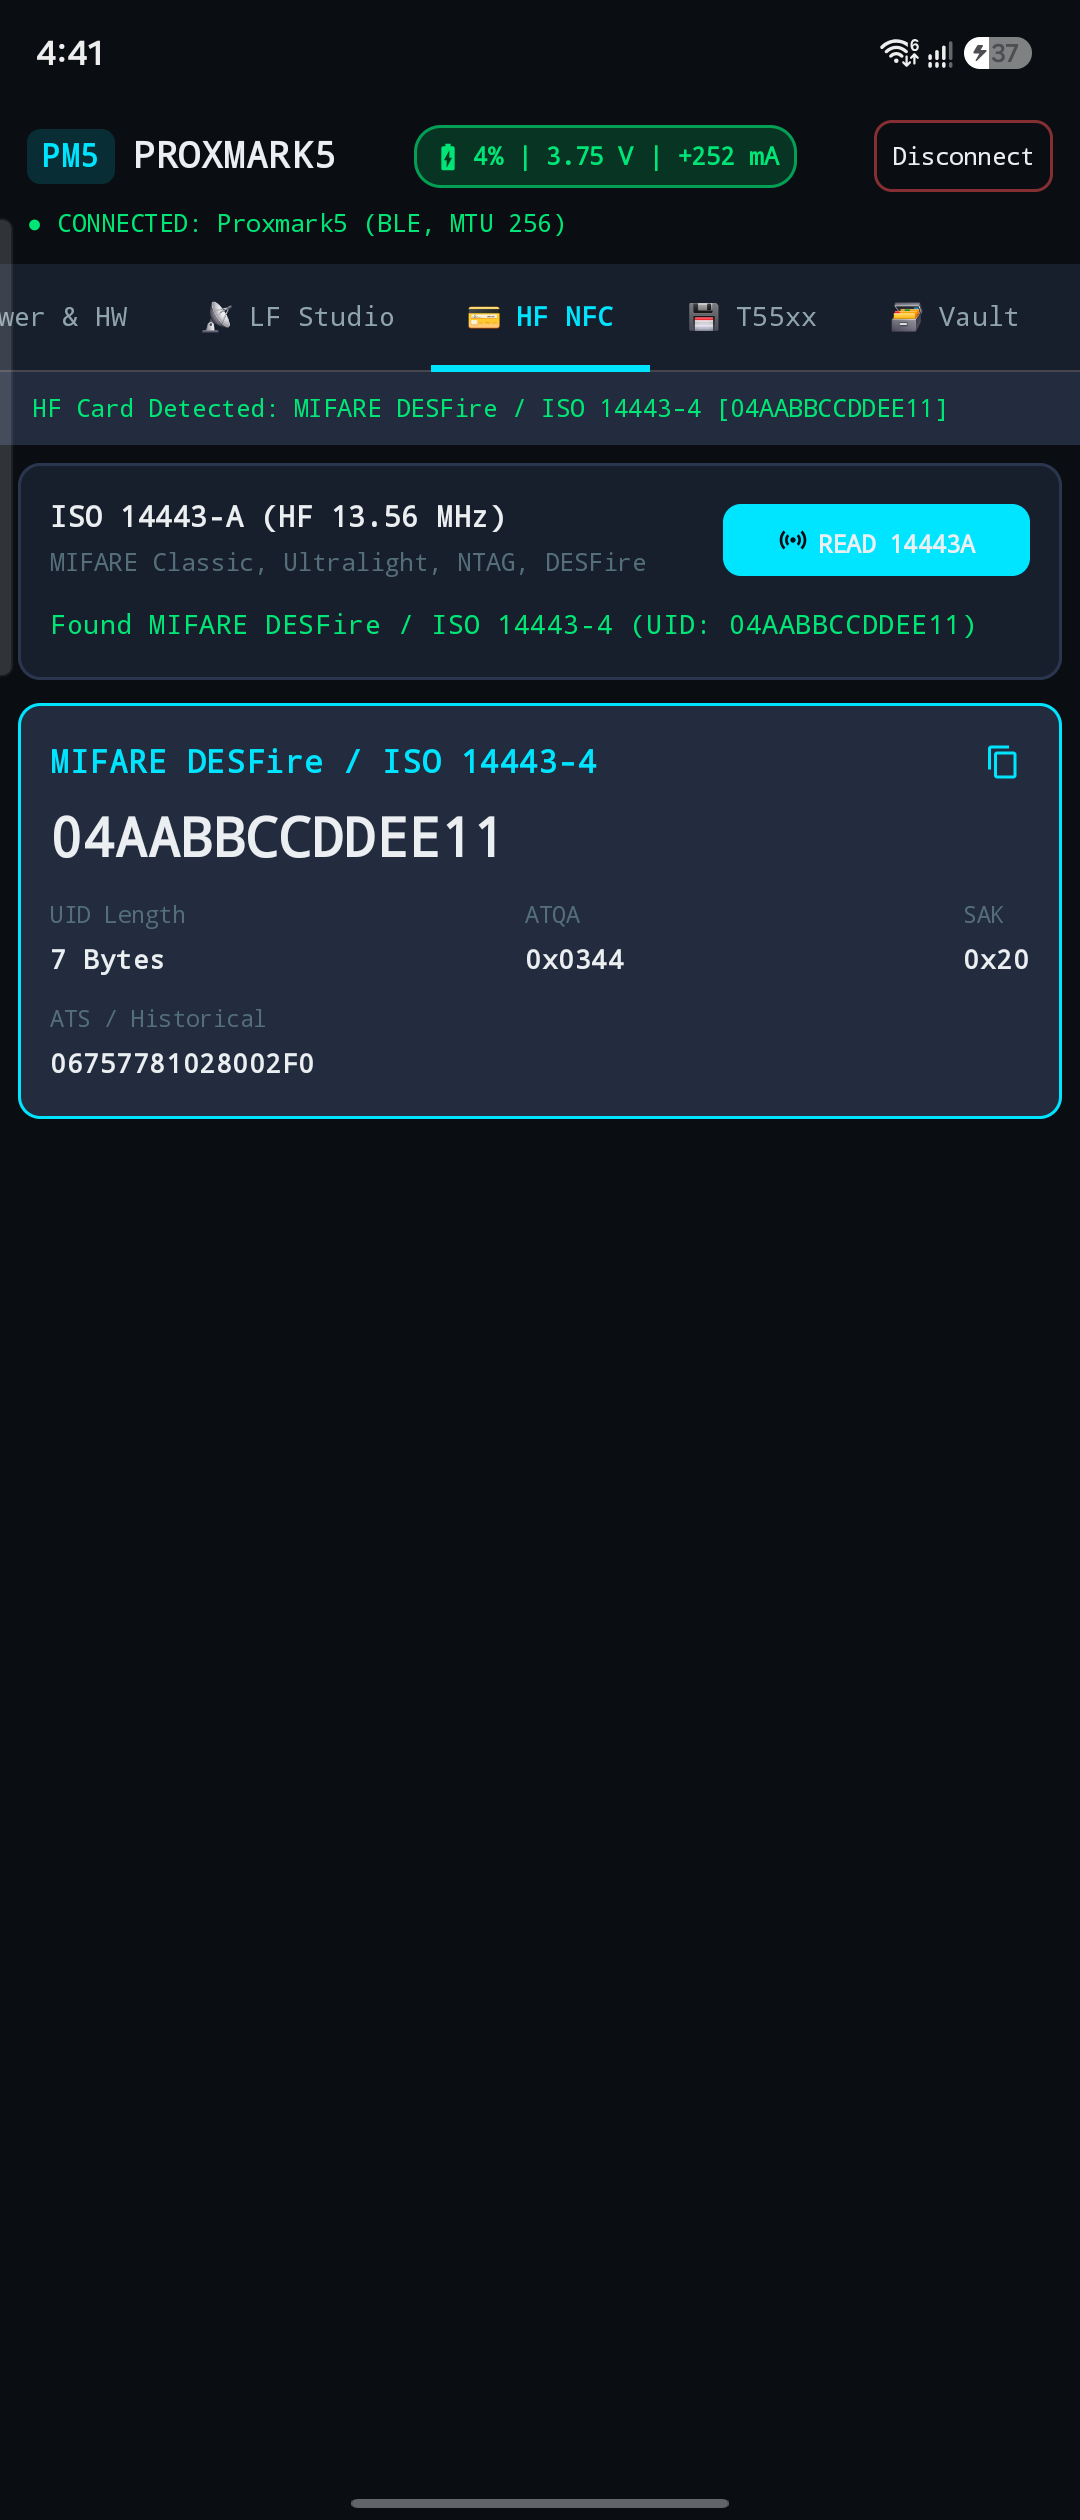 4:41
6
37
PM5 PROXMARK5 4% | 3.75 V | +252 mA Disconnect
CONNECTED: Proxmark5 (BLE, MTU 256)
wer & HW LF Studio HF NFC T55xx Vault
HF Card Detected: MIFARE DESFire / ISO 14443-4 [04AABBCCDDEE11]
ISO 14443-A (HF 13.56 MHz)
MIFARE Classic, Ultralight, NTAG, DESFire
READ 14443A
Found MIFARE DESFire / ISO 14443-4 (UID: 04AABBCCDDEE11)
MIFARE DESFire / ISO 14443-4
04AABBCCDDEE11
UID Length ATQA SAK
7 Bytes 0x0344 0x20
ATS / Historical
06757781028002F0